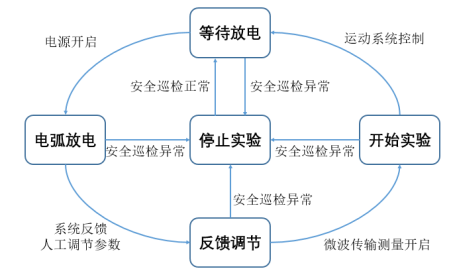 等待放电
电源开启
运动系统控制
安全巡检正常
安全巡检异常
电弧放电
停止实验
开始实验
安全巡检异常
安全巡检异常
安全巡检异常
系统反馈
人工调节参数
反馈调节
微波传输测量开启